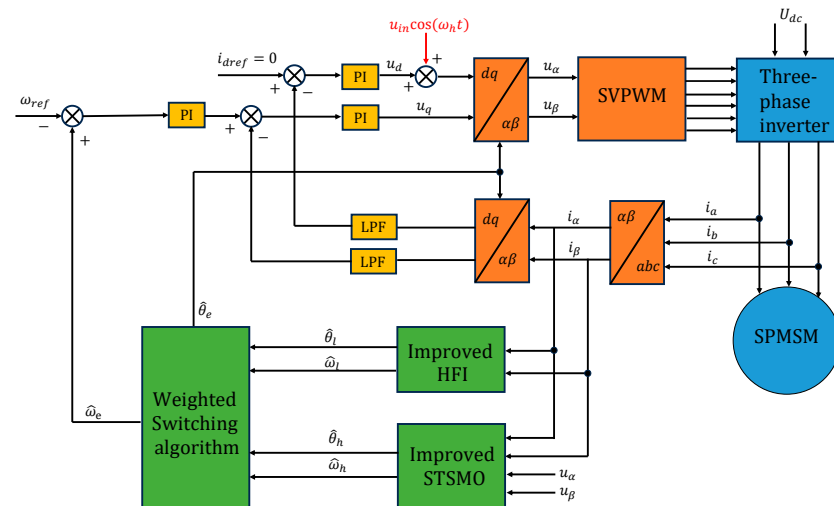 u_in cos(ω_h t)
U_dc
i_dref = 0
PI
u_d
+
+
+
−
dq
αβ
u_α
u_β
SVPWM
Three-phase inverter
ω_ref
−
+
PI
+
−
PI
u_q
LPF
LPF
dq
αβ
i_α
i_β
αβ
abc
i_a
i_b
i_c
SPMSM
θ̂_e
ω̂_e
Weighted
Switching
algorithm
θ̂_l
ω̂_l
Improved
HFI
θ̂_h
ω̂_h
Improved
STSMO
u_α
u_β